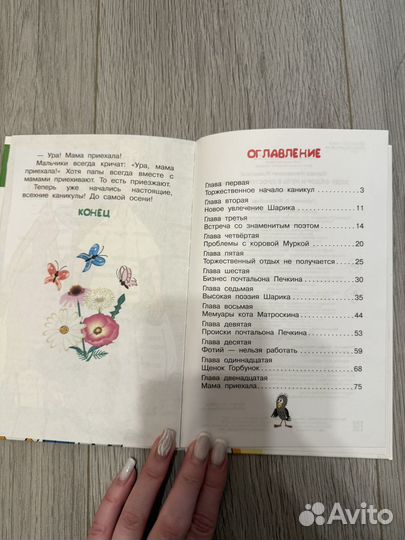 — Ура! Мама приехала!
Мальчики всегда кричат: «Ура, мама
приехала!» Хотя папы всегда вместе с
мамами приехивают. То есть приезжают.
Теперь уже начались настоящие,
всехние каникулы! До самой осени!
КОНЕЦ
ОГЛАВЛЕНИЕ
Глава первая
Торжественное начало каникул 3
Глава вторая
Новое увлечение Шарика 11
Глава третья
Встреча со знаменитым поэтом 14
Глава четвёртая
Проблемы с коровой Муркой 20
Глава пятая
Торжественный отдых не получается 25
Глава шестая
Бизнес почтальона Печкина 30
Глава седьмая
Высокая поэзия Шарика 35
Глава восьмая
Мемуары кота Матроскина 44
Глава девятая
Происки почтальона Печкина 53
Глава десятая
Фотий — нельзя работать 59
Глава одиннадцатая
Щенок Горбунок 68
Глава двенадцатая
Мама приехала 75
Avito